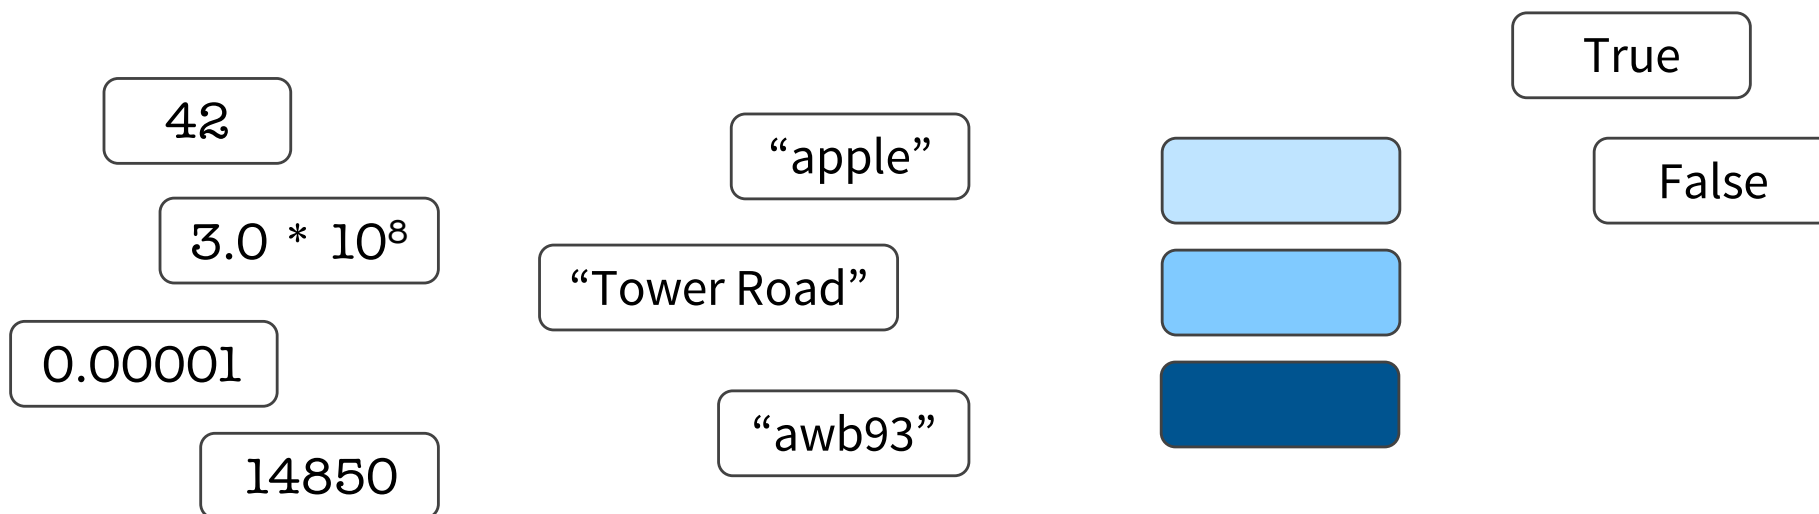 42
3.0 * 10⁸
0.00001
14850
“apple”
“Tower Road”
“awb93”
True
False